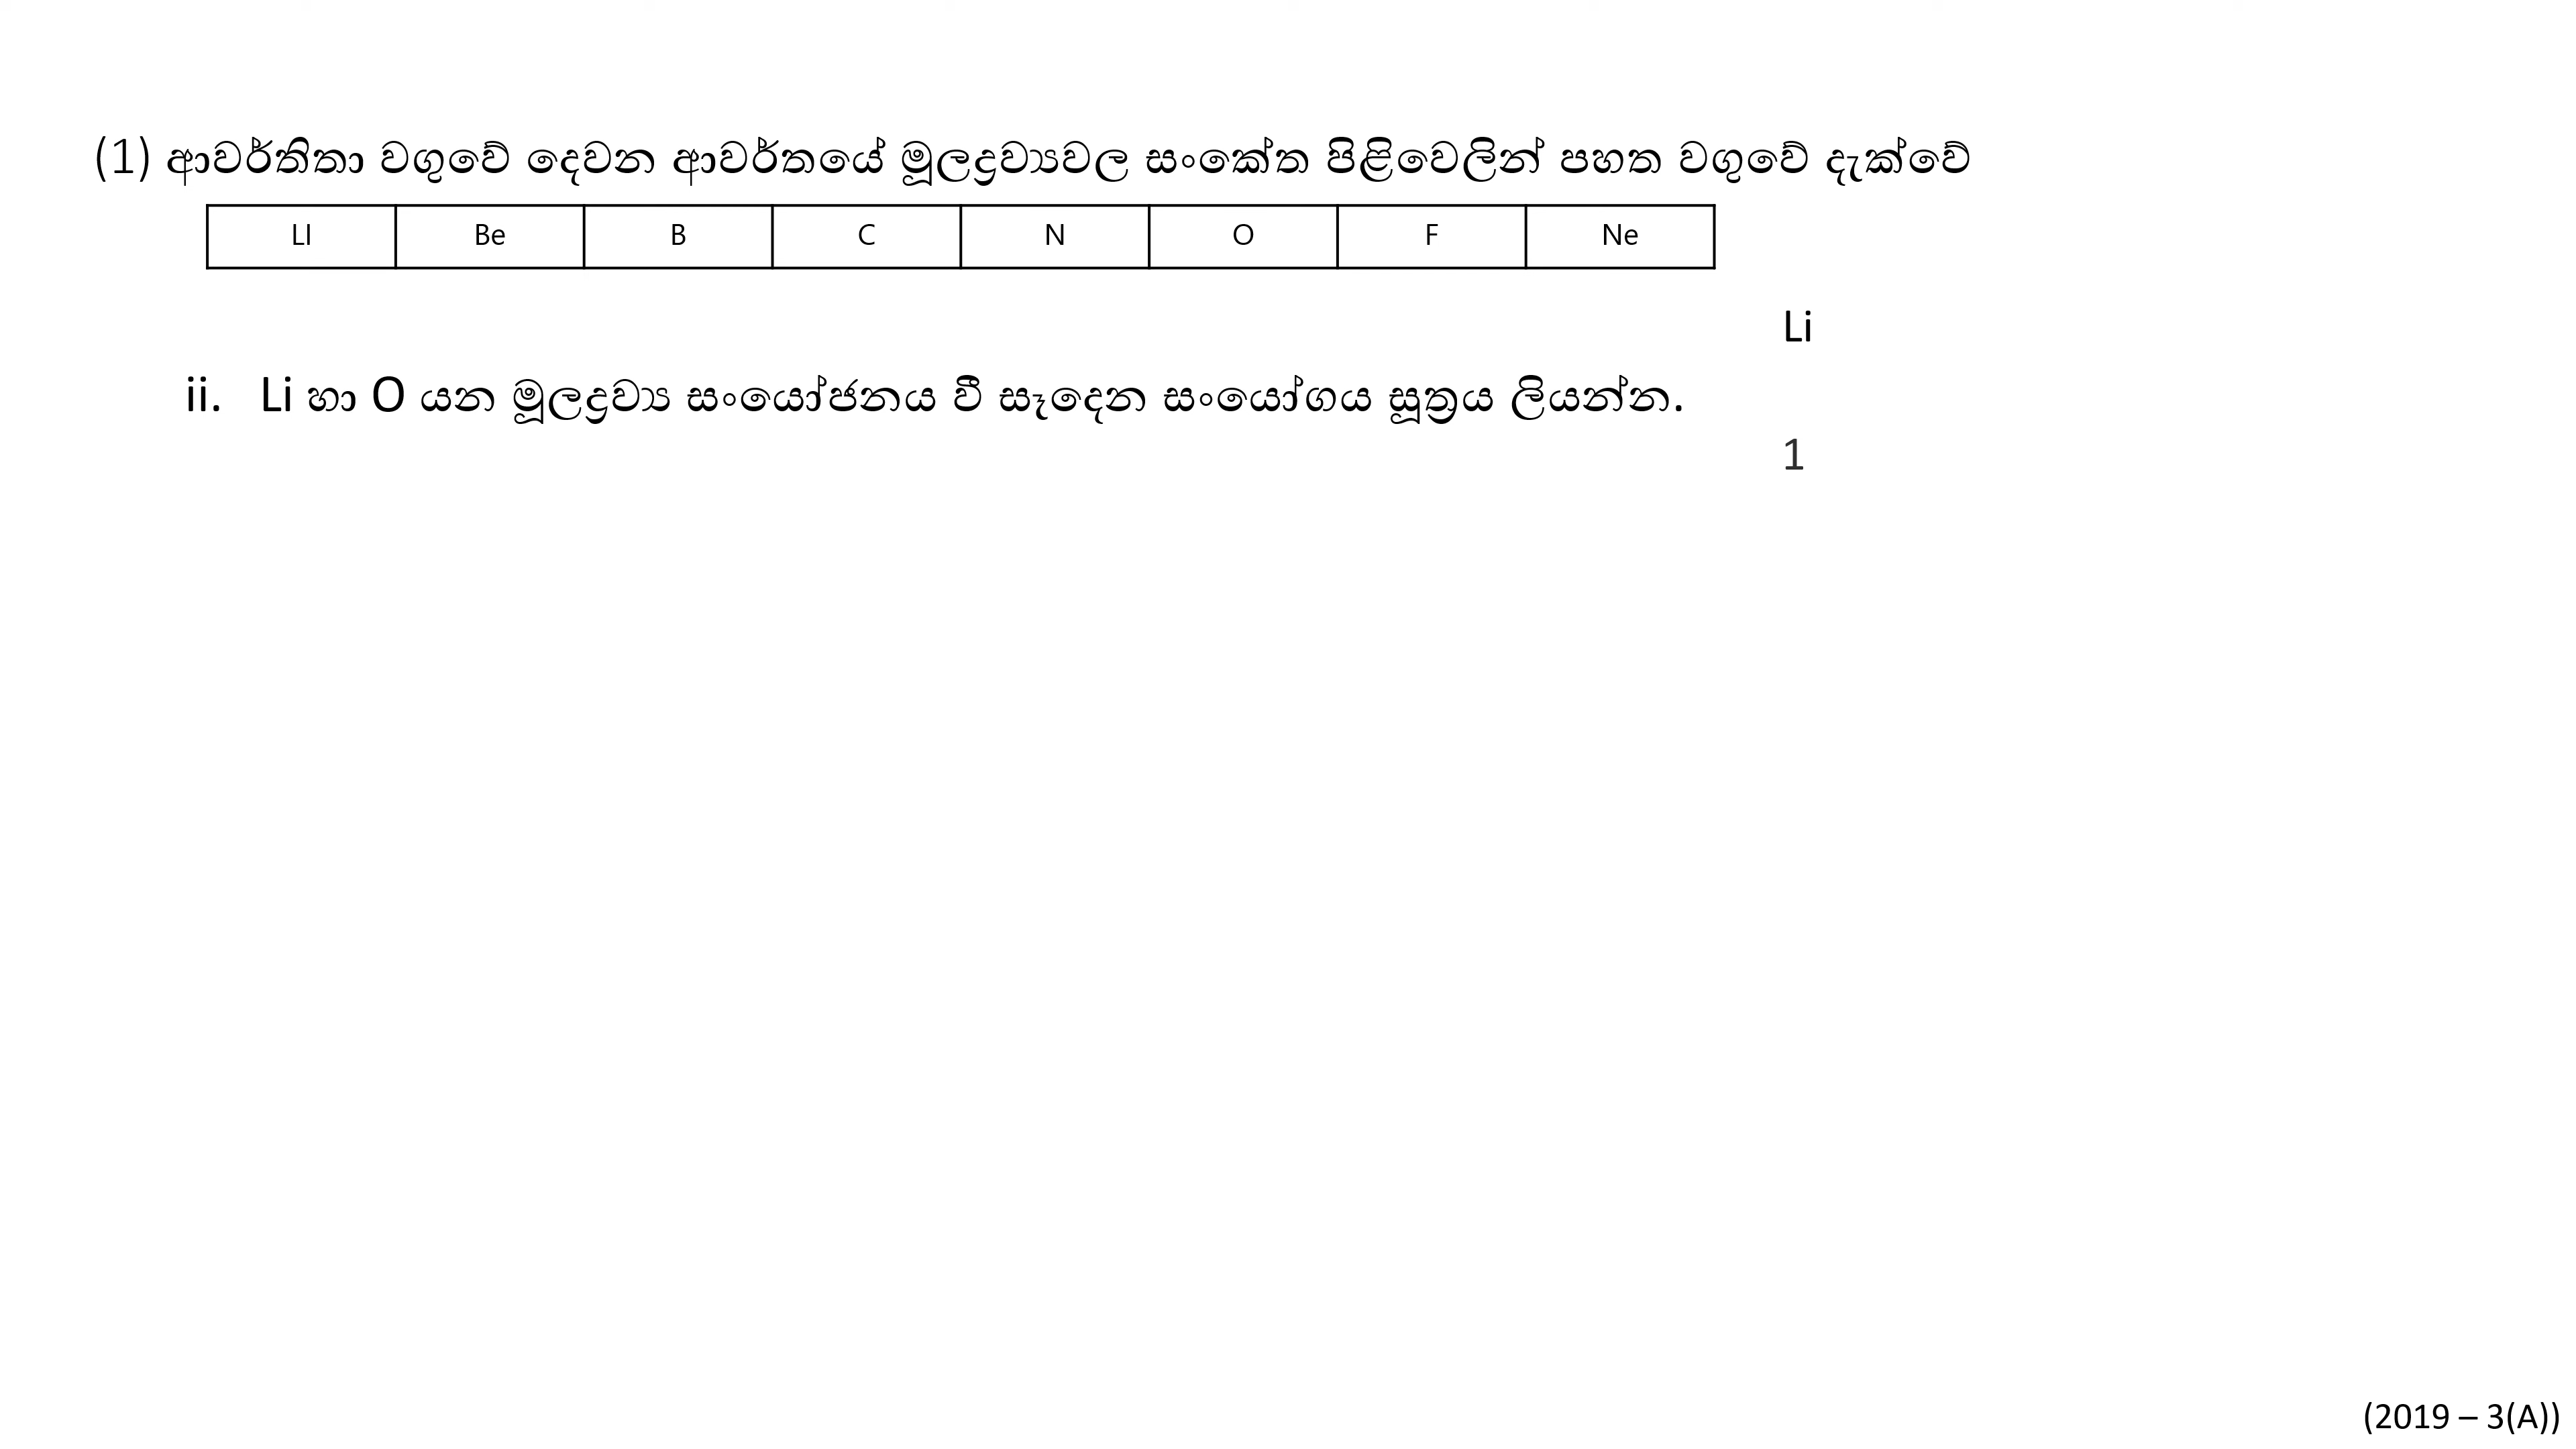 (1) ආවර්තිතා වගුවේ දෙවන ආවර්තයේ මූලද්‍රව්‍යවල සංකේත පිළිවෙලින් පහත වගුවේ දැක්වේ
LI Be B C N O F Ne
Li
ii. Li හා O යන මූලද්‍රව්‍ය සංයෝජනය වී සෑදෙන සංයෝගය සූත්‍රය ලියන්න.
1
(2019 – 3(A))